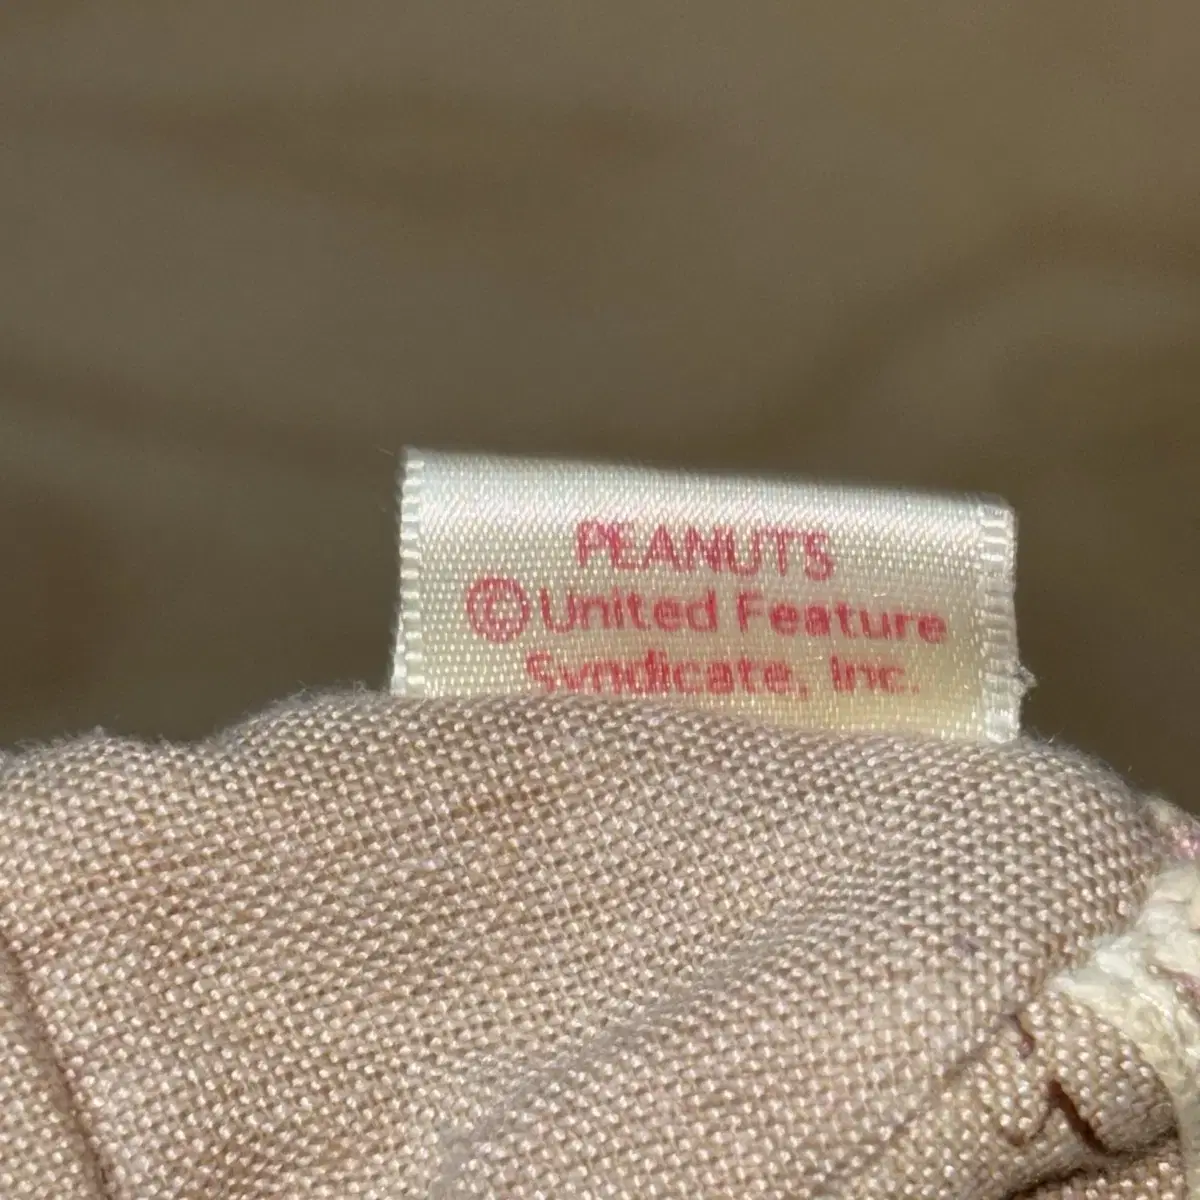 PEANUTS
© United Feature
Syndicate, Inc.